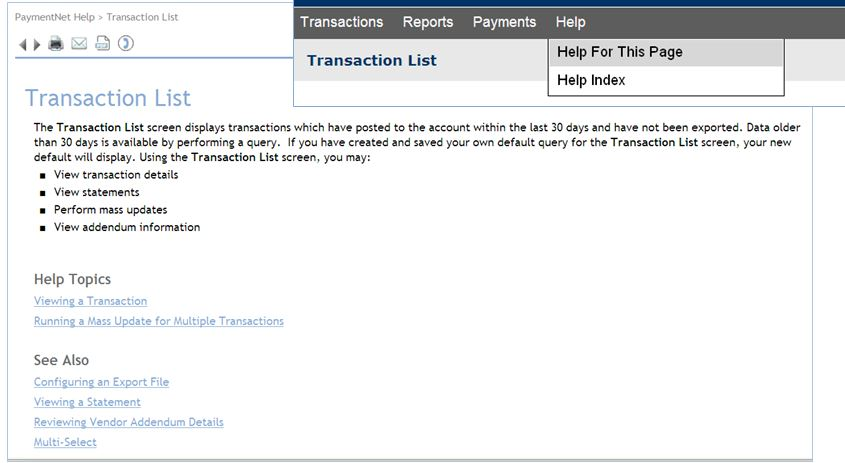 PaymentNet Help > Transaction List
Transactions Reports Payments Help
Help For This Page
Transaction List
Help Index
Transaction List
The Transaction List screen displays transactions which have posted to the account within the last 30 days and have not been exported. Data older
than 30 days is available by performing a query. If you have created and saved your own default query for the Transaction List screen, your new
default will display. Using the Transaction List screen, you may:
■ View transaction details
■ View statements
■ Perform mass updates
■ View addendum information
Help Topics
Viewing a Transaction
Running a Mass Update for Multiple Transactions
See Also
Configuring an Export File
Viewing a Statement
Reviewing Vendor Addendum Details
Multi-Select